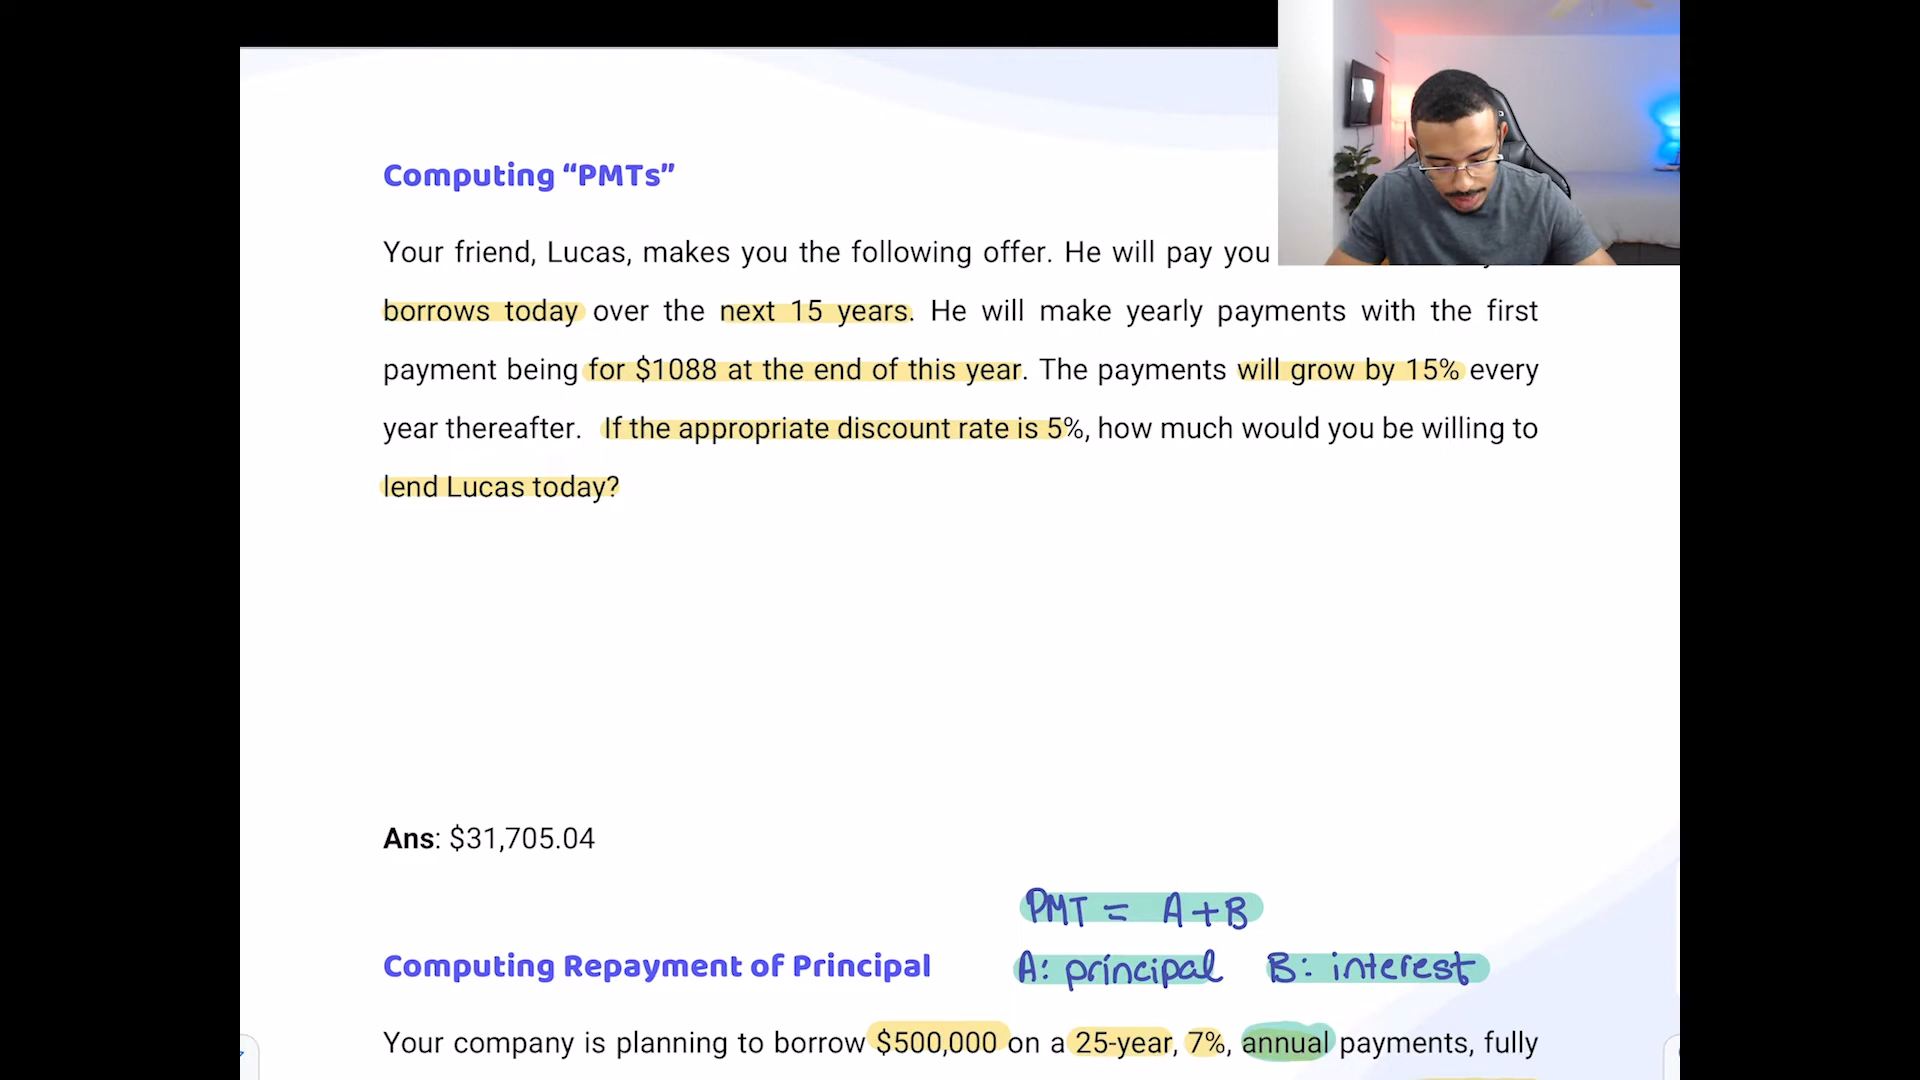 Computing “PMTs”
Your friend, Lucas, makes you the following offer. He will pay you
borrows today over the next 15 years. He will make yearly payments with the first
payment being for $1088 at the end of this year. The payments will grow by 15% every
year thereafter. If the appropriate discount rate is 5%, how much would you be willing to
lend Lucas today?
Ans: $31,705.04
PMT = A+B
Computing Repayment of Principal A: principal B: interest
Your company is planning to borrow $500,000 on a 25-year, 7%, annual payments, fully